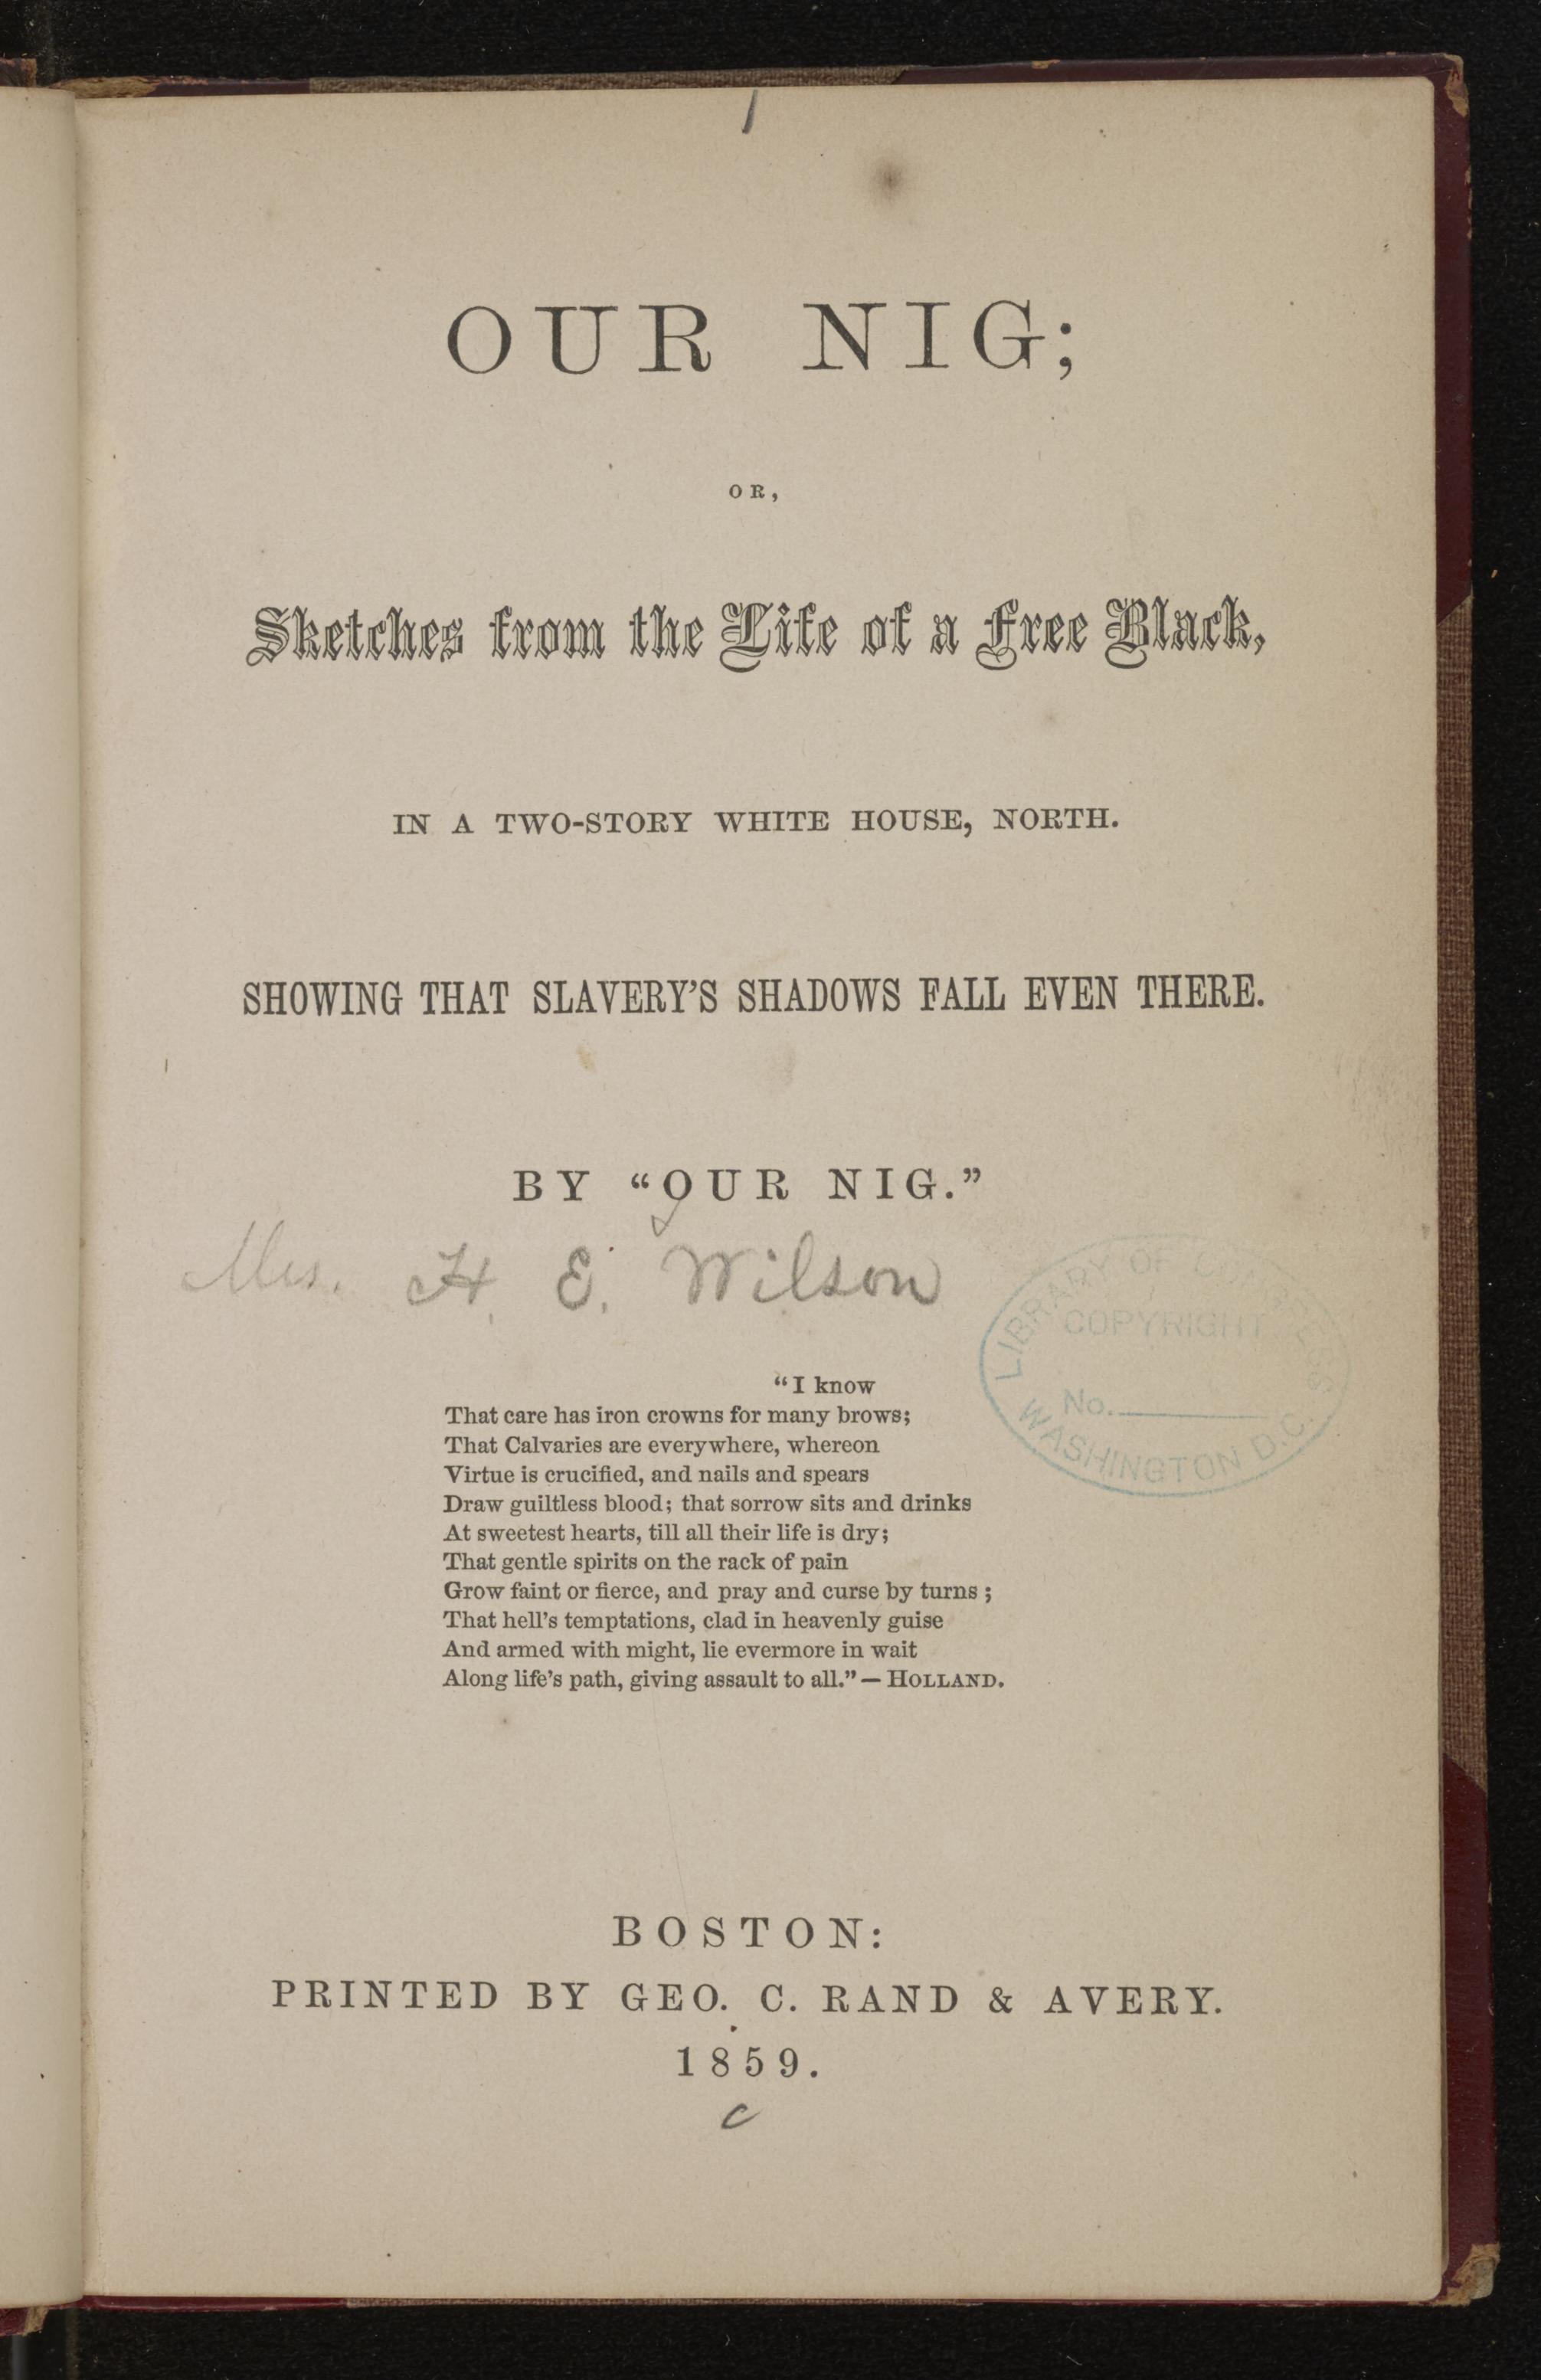 1
OUR NIG;
OR,
Sketches from the Life of a Free Black,
IN A TWO-STORY WHITE HOUSE, NORTH.
SHOWING THAT SLAVERY'S SHADOWS FALL EVEN THERE.
BY “OUR NIG.”
Mrs. H. E. Wilson
LIBRARY OF CONGRESS
COPYRIGHT
No.
WASHINGTON D.C.
“I know
That care has iron crowns for many brows;
That Calvaries are everywhere, whereon
Virtue is crucified, and nails and spears
Draw guiltless blood; that sorrow sits and drinks
At sweetest hearts, till all their life is dry;
That gentle spirits on the rack of pain
Grow faint or fierce, and pray and curse by turns;
That hell's temptations, clad in heavenly guise
And armed with might, lie evermore in wait
Along life's path, giving assault to all.” — HOLLAND.
BOSTON:
PRINTED BY GEO. C. RAND & AVERY.
1859.
c